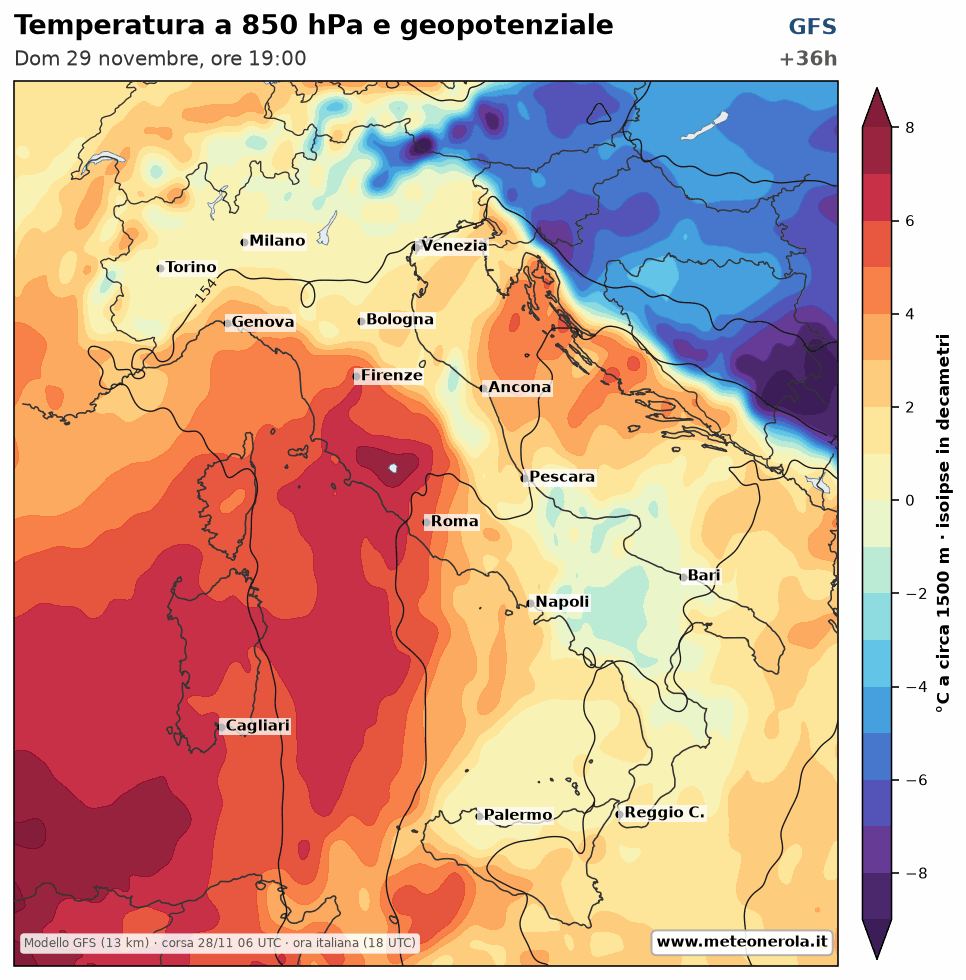 Temperatura a 850 hPa e geopotenziale
GFS
Dom 29 novembre, ore 19:00
+36h
Milano
Venezia
Torino
154
Genova
Bologna
Firenze
Ancona
Pescara
Roma
Bari
Napoli
Cagliari
Palermo
Reggio C.
8
6
4
2
0
−2
−4
−6
−8
°C a circa 1500 m · isoipse in decametri
Modello GFS (13 km) · corsa 28/11 06 UTC · ora italiana (18 UTC)
www.meteonerola.it